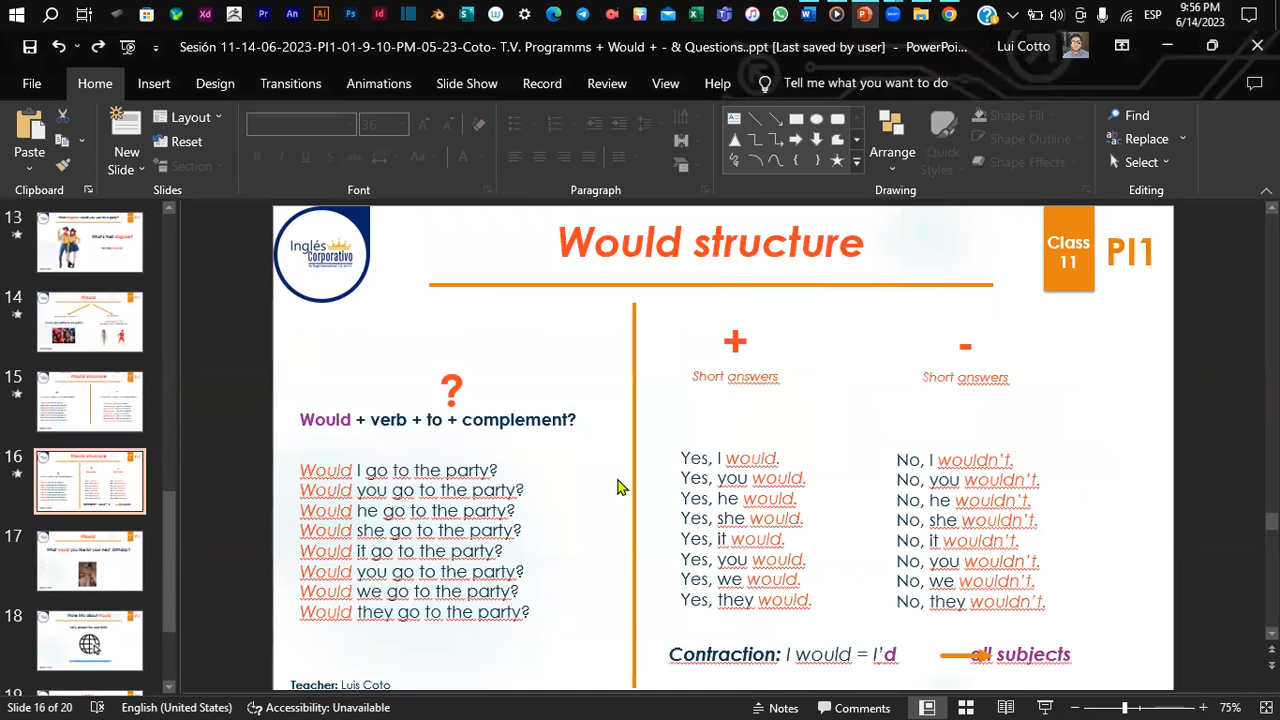 9:56 PM
ESP
6/14/2023
Sesión 11-14-06-2023-PI1-01-9-10-PM-05-23-Coto- T.V. Programms + Would + - & Questions..ppt [Last saved by user] - PowerPoi...
Lui Cotto
File Home Insert Design Transitions Animations Slide Show Record Review View Help Tell me what you want to do
Paste
New Slide
Layout
Reset
Section
36
Aa
Arrange
Quick Styles
Shape Fill
Shape Outline
Shape Effects
Find
Replace
Select
Clipboard Slides Font Paragraph Drawing Editing
13
14
15
16
17
18
Inglés
Corporativo
Would structure
Class
11
PI1
?
Would + verb + to + complement?
Would I go to the party?
Would you go to the party?
Would he go to the party?
Would she go to the party?
Would it go to the party?
Would you go to the party?
Would we go to the party?
Would they go to the party?
+
Short answers
Yes, I would.
Yes, you would.
Yes, he would.
Yes, she would.
Yes, it would.
Yes, you would.
Yes, we would.
Yes, they would.
-
Short answers
No, I wouldn't.
No, you wouldn't.
No, he wouldn't.
No, she wouldn't.
No, it wouldn't.
No, you wouldn't.
No, we wouldn't.
No, they wouldn't.
Contraction: I would = I'd all subjects
Teacher: Luis Coto
Slide 16 of 20 English (United States) Accessibility: Unavailable Notes Comments 75%